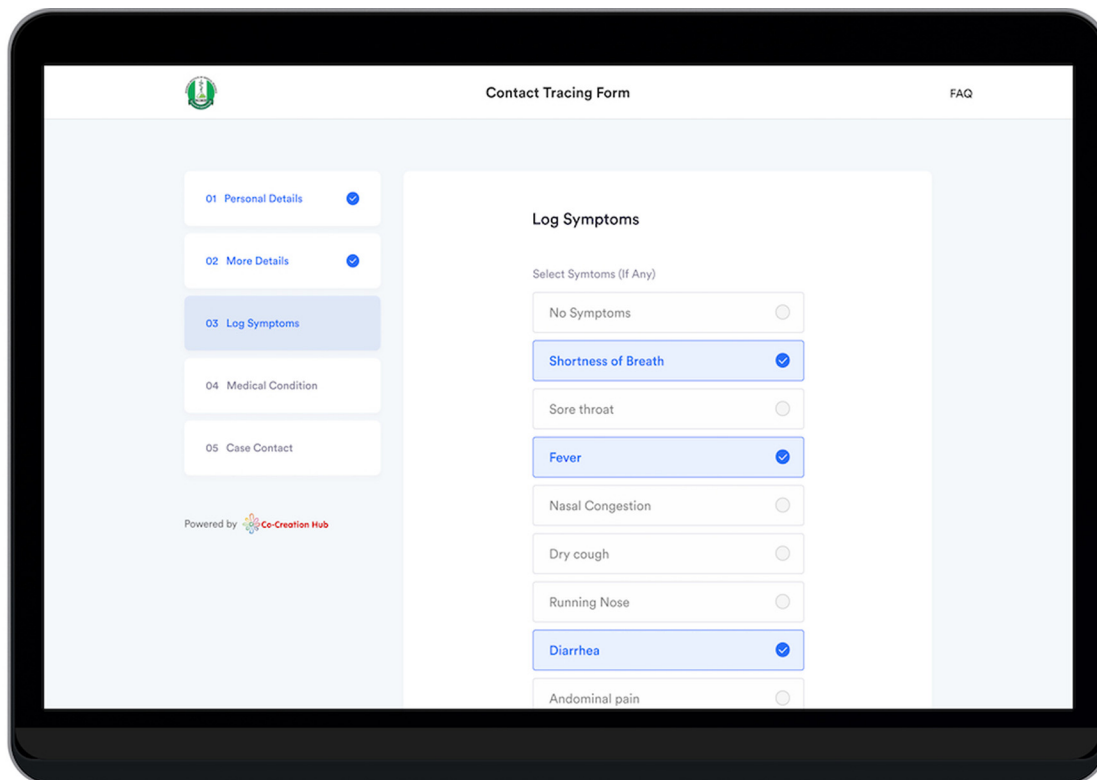 Contact Tracing Form
FAQ
01 Personal Details
02 More Details
03 Log Symptoms
04 Medical Condition
05 Case Contact
Powered by Co-Creation Hub
Log Symptoms
Select Symtoms (If Any)
No Symptoms
Shortness of Breath
Sore throat
Fever
Nasal Congestion
Dry cough
Running Nose
Diarrhea
Andominal pain